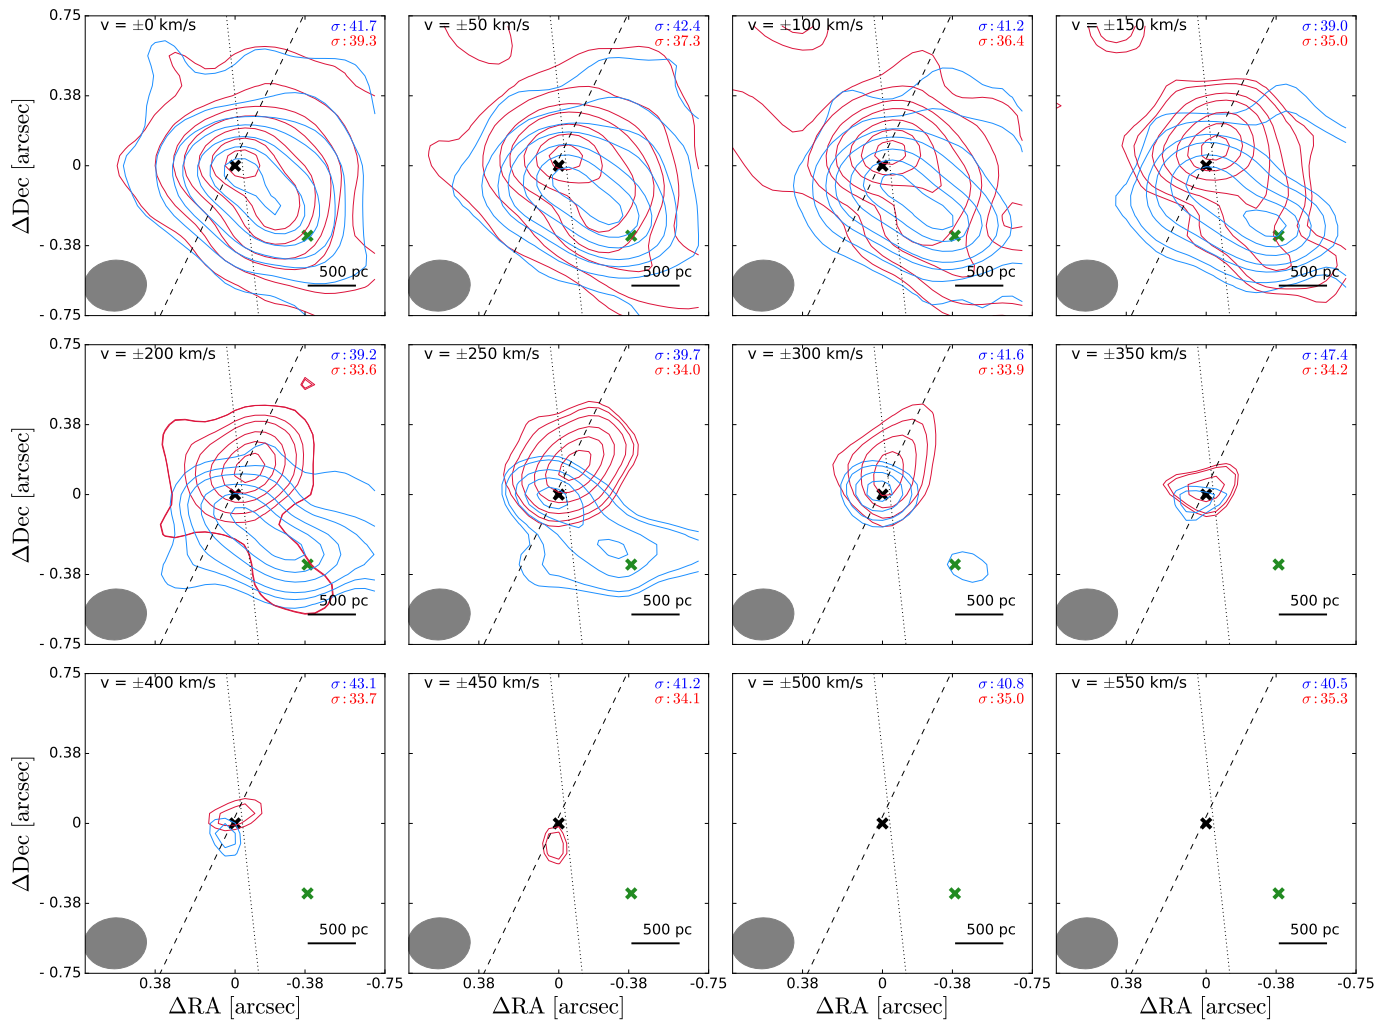 v = ±0 km/s
σ : 41.7
σ : 39.3
500 pc
v = ±50 km/s
σ : 42.4
σ : 37.3
500 pc
v = ±100 km/s
σ : 41.2
σ : 36.4
500 pc
v = ±150 km/s
σ : 39.0
σ : 35.0
500 pc
0.75
0.38
0
- 0.38
- 0.75
ΔDec [arcsec]
v = ±200 km/s
σ : 39.2
σ : 33.6
500 pc
v = ±250 km/s
σ : 39.7
σ : 34.0
500 pc
v = ±300 km/s
σ : 41.6
σ : 33.9
500 pc
v = ±350 km/s
σ : 47.4
σ : 34.2
500 pc
0.75
0.38
0
- 0.38
- 0.75
ΔDec [arcsec]
v = ±400 km/s
σ : 43.1
σ : 33.7
500 pc
v = ±450 km/s
σ : 41.2
σ : 34.1
500 pc
v = ±500 km/s
σ : 40.8
σ : 35.0
500 pc
v = ±550 km/s
σ : 40.5
σ : 35.3
500 pc
0.75
0.38
0
- 0.38
- 0.75
ΔDec [arcsec]
0.38 0 -0.38 -0.75
0.38 0 -0.38 -0.75
0.38 0 -0.38 -0.75
0.38 0 -0.38 -0.75
ΔRA [arcsec]
ΔRA [arcsec]
ΔRA [arcsec]
ΔRA [arcsec]